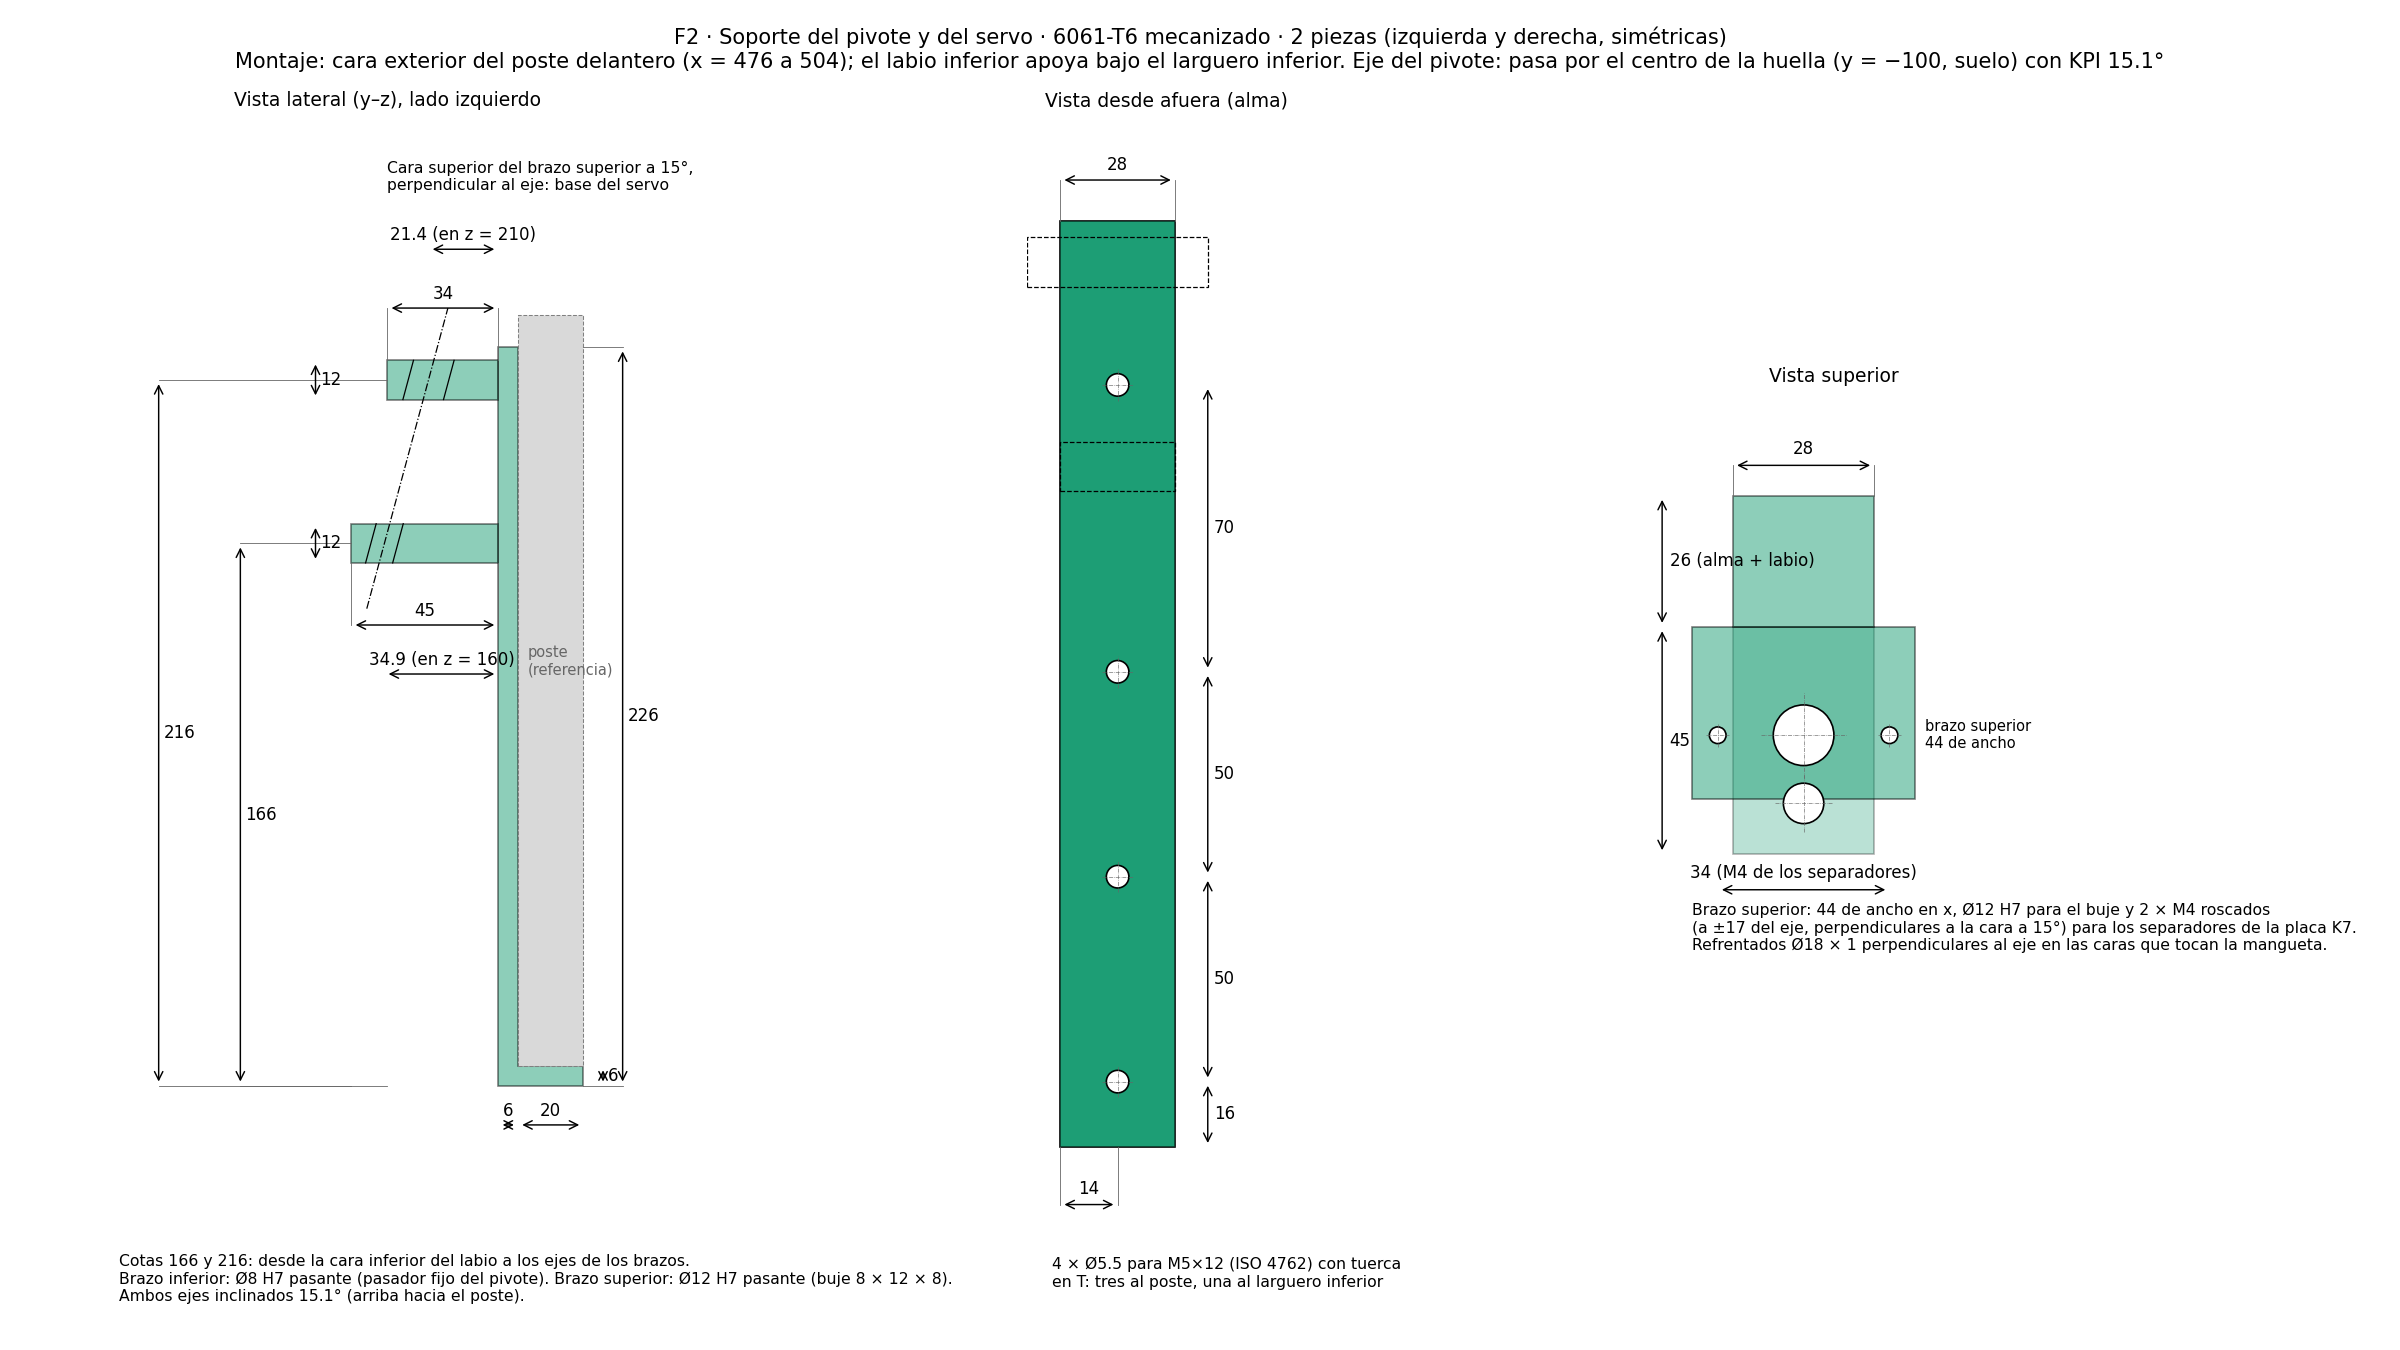 F2 · Soporte del pivote y del servo · 6061-T6 mecanizado · 2 piezas (izquierda y derecha, simétricas)
Montaje: cara exterior del poste delantero (x = 476 a 504); el labio inferior apoya bajo el larguero inferior. Eje del pivote: pasa por el centro de la huella (y = −100, suelo) con KPI 15.1°
Vista lateral (y–z), lado izquierdo
Cara superior del brazo superior a 15°,
perpendicular al eje: base del servo
21.4 (en z = 210)
34
12
12
45
34.9 (en z = 160)
poste
(referencia)
216
166
226
6
6
20
Cotas 166 y 216: desde la cara inferior del labio a los ejes de los brazos.
Brazo inferior: Ø8 H7 pasante (pasador fijo del pivote). Brazo superior: Ø12 H7 pasante (buje 8 × 12 × 8).
Ambos ejes inclinados 15.1° (arriba hacia el poste).
Vista desde afuera (alma)
28
70
50
50
16
14
4 × Ø5.5 para M5×12 (ISO 4762) con tuerca
en T: tres al poste, una al larguero inferior
Vista superior
28
26 (alma + labio)
45
brazo superior
44 de ancho
34 (M4 de los separadores)
Brazo superior: 44 de ancho en x, Ø12 H7 para el buje y 2 × M4 roscados
(a ±17 del eje, perpendiculares a la cara a 15°) para los separadores de la placa K7.
Refrentados Ø18 × 1 perpendiculares al eje en las caras que tocan la mangueta.